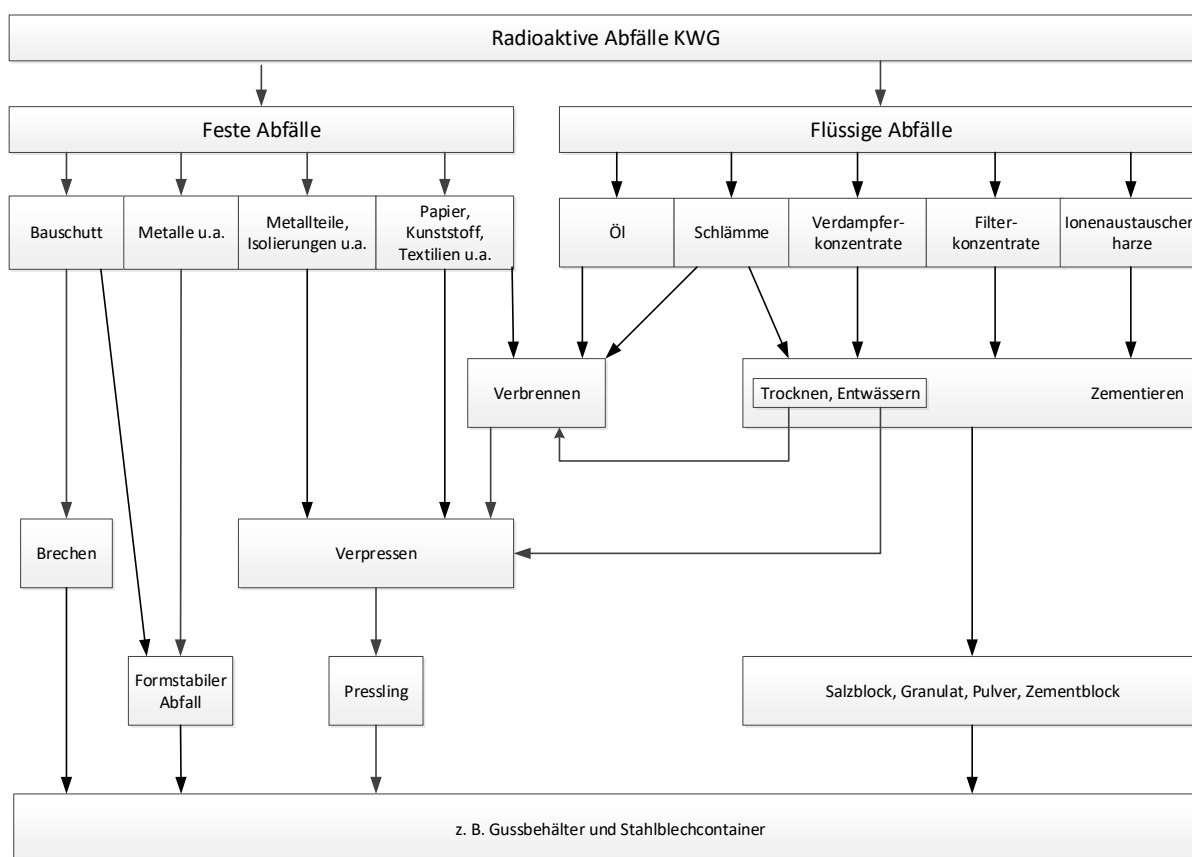 Radioaktive Abfälle KWG
Feste Abfälle
Flüssige Abfälle
Bauschutt
Metalle u.a.
Metallteile,
Isolierungen u.a.
Papier,
Kunststoff,
Textilien u.a.
Öl
Schlämme
Verdampfer-
konzentrate
Filter-
konzentrate
Ionenaustauscher
harze
Verbrennen
Trocknen, Entwässern
Zementieren
Brechen
Verpressen
Formstabiler
Abfall
Pressling
Salzblock, Granulat, Pulver, Zementblock
z. B. Gussbehälter und Stahlblechcontainer